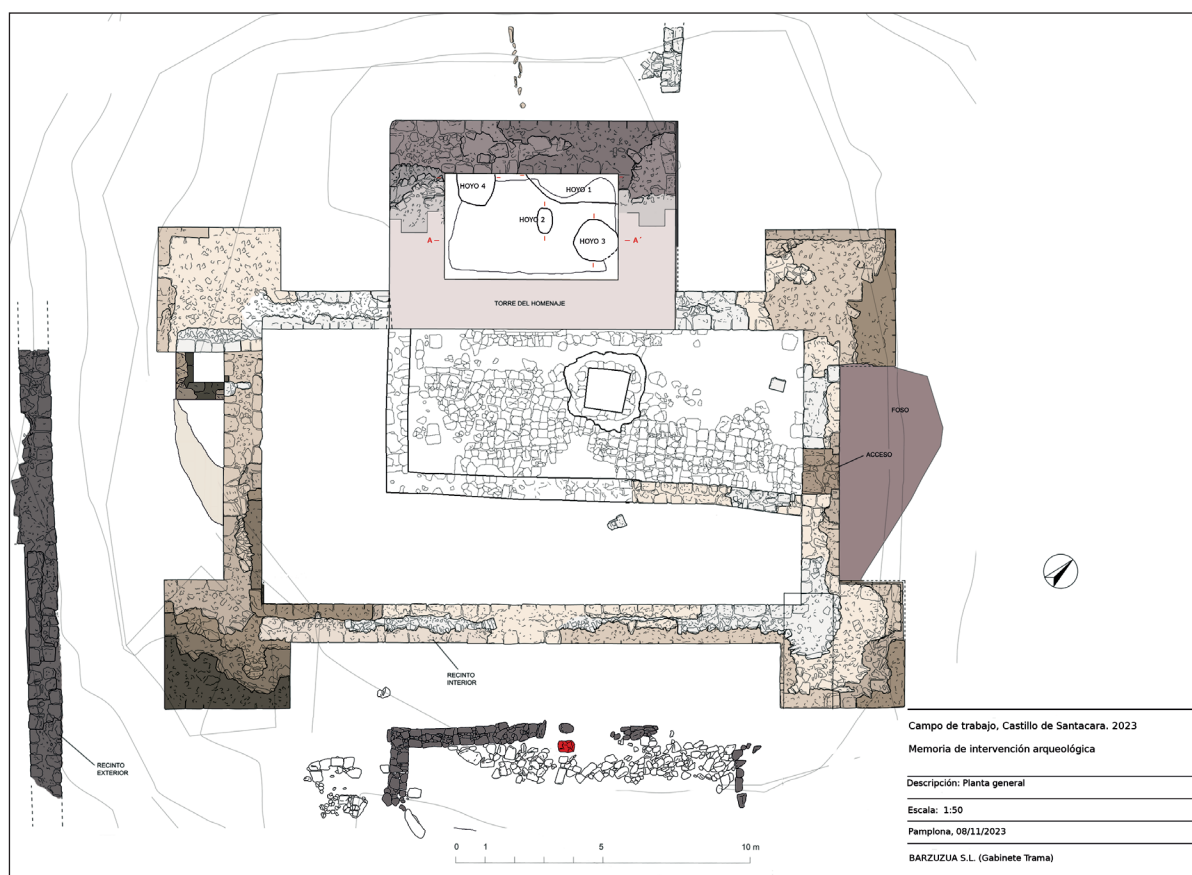 HOYO 4
HOYO 1
HOYO 2
HOYO 3
A
A´
TORRE DEL HOMENAJE
FOSO
ACCESO
RECINTO
INTERIOR
RECINTO
EXTERIOR
0 1 5 10 m
Campo de trabajo, Castillo de Santacara. 2023
Memoria de intervención arqueológica
Descripción: Planta general
Escala: 1:50
Pamplona, 08/11/2023
BARZUZUA S.L. (Gabinete Trama)